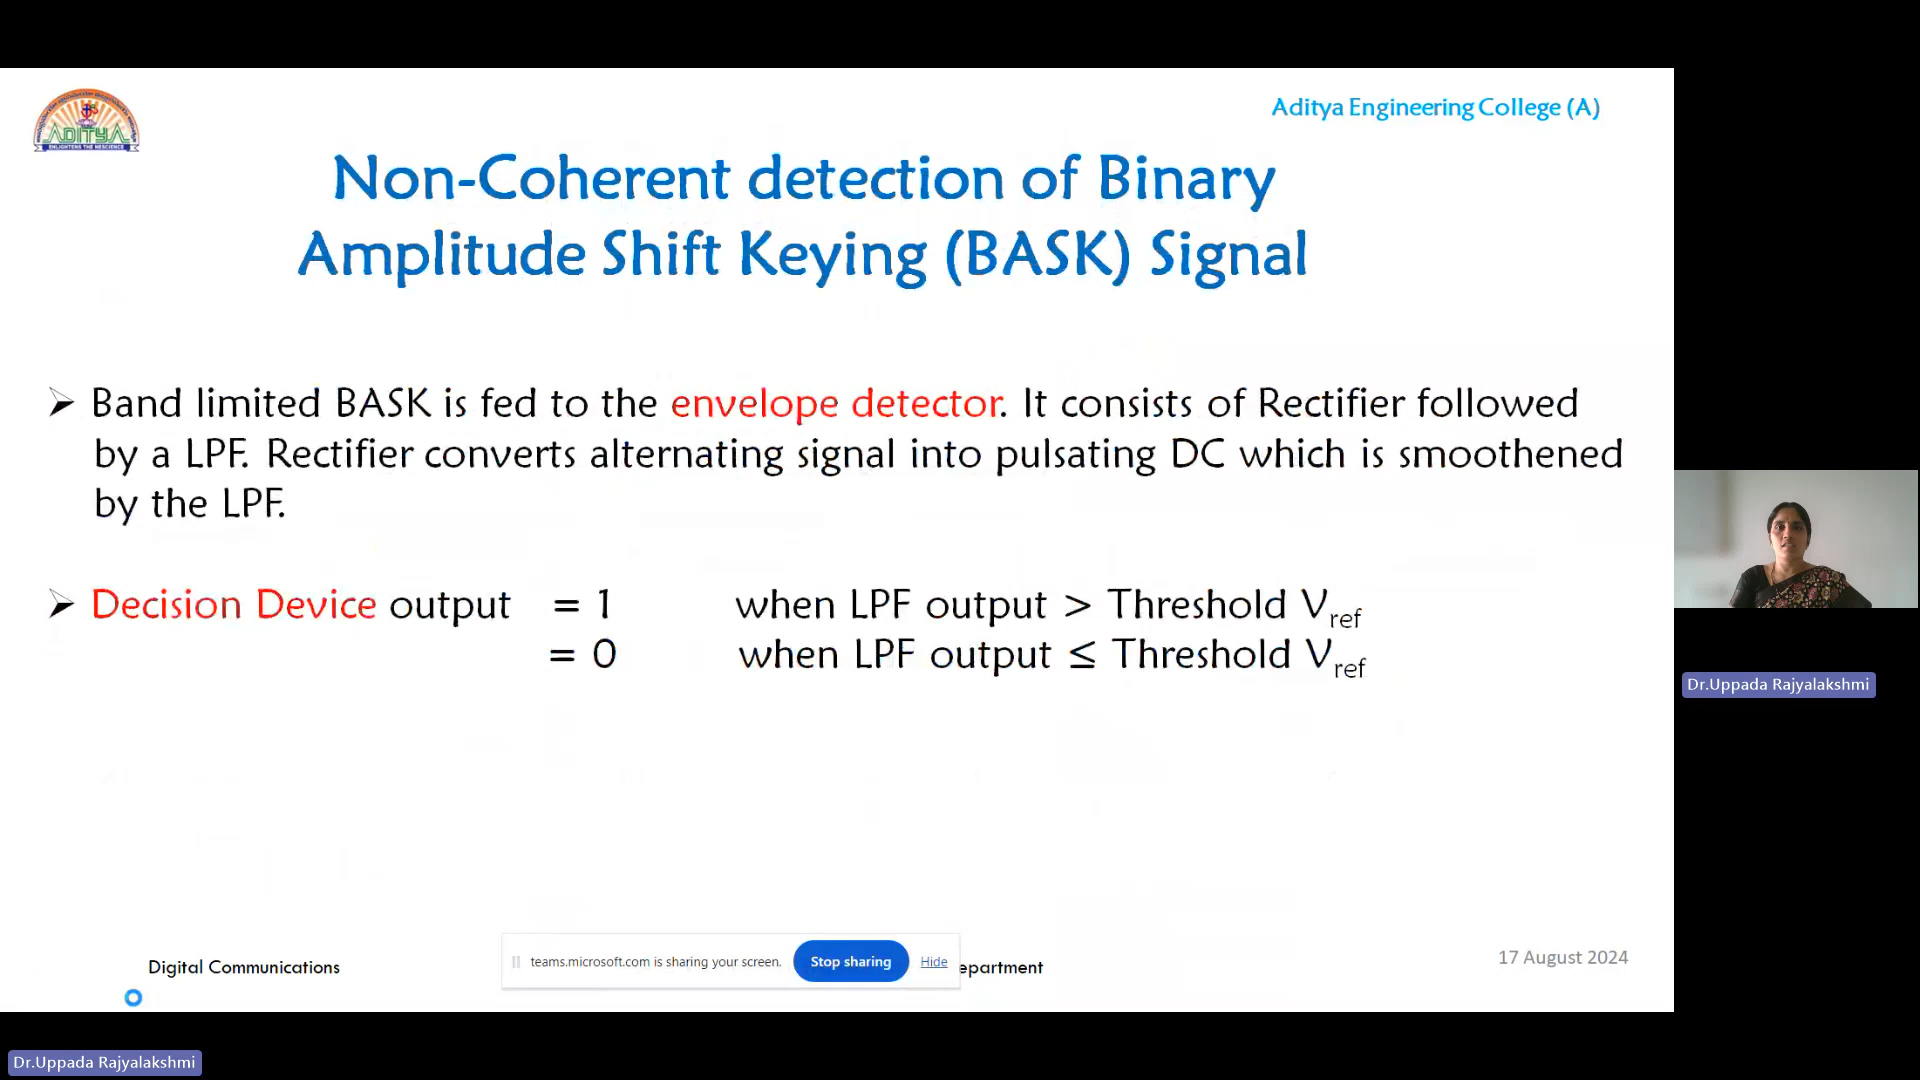 Aditya Engineering College (A)
ADITYA
ENLIGHTENS THE NESCIENCE
Non-Coherent detection of Binary
Amplitude Shift Keying (BASK) Signal
➢ Band limited BASK is fed to the envelope detector. It consists of Rectifier followed
by a LPF. Rectifier converts alternating signal into pulsating DC which is smoothened
by the LPF.
➢ Decision Device output = 1 when LPF output > Threshold Vref
= 0 when LPF output ≤ Threshold Vref
Dr.Uppada Rajyalakshmi
Digital Communications
teams.microsoft.com is sharing your screen. Stop sharing Hide
epartment
17 August 2024
Dr.Uppada Rajyalakshmi